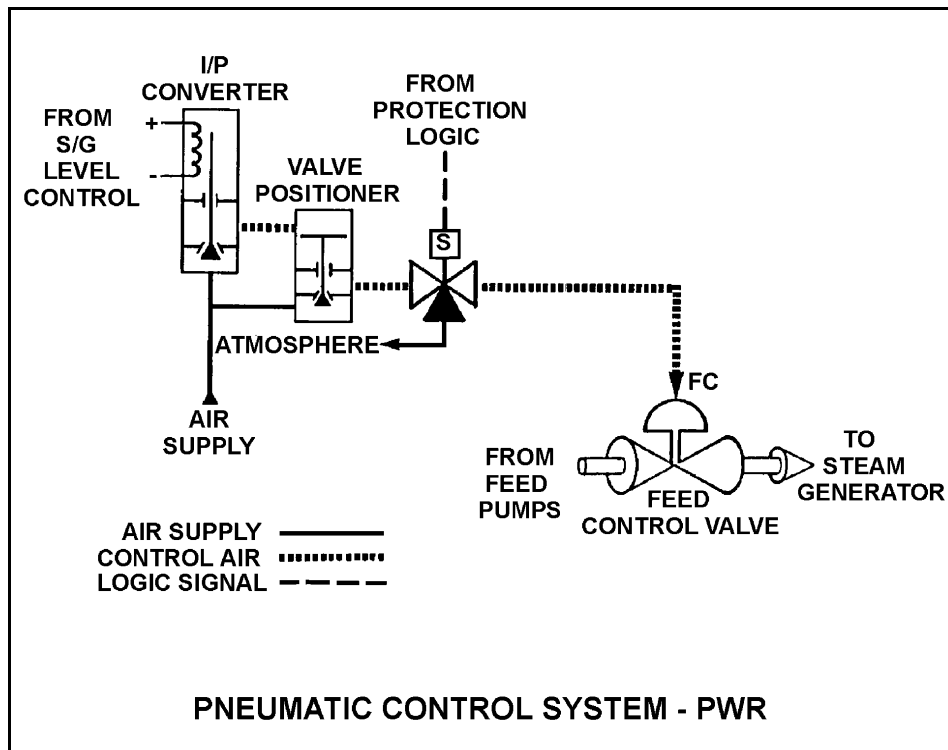 I/P
CONVERTER
FROM
S/G
LEVEL
CONTROL
+
-
VALVE
POSITIONER
FROM
PROTECTION
LOGIC
S
ATMOSPHERE
AIR
SUPPLY
FC
FROM
FEED
PUMPS
FEED
CONTROL VALVE
TO
STEAM
GENERATOR
AIR SUPPLY
CONTROL AIR
LOGIC SIGNAL
PNEUMATIC CONTROL SYSTEM - PWR